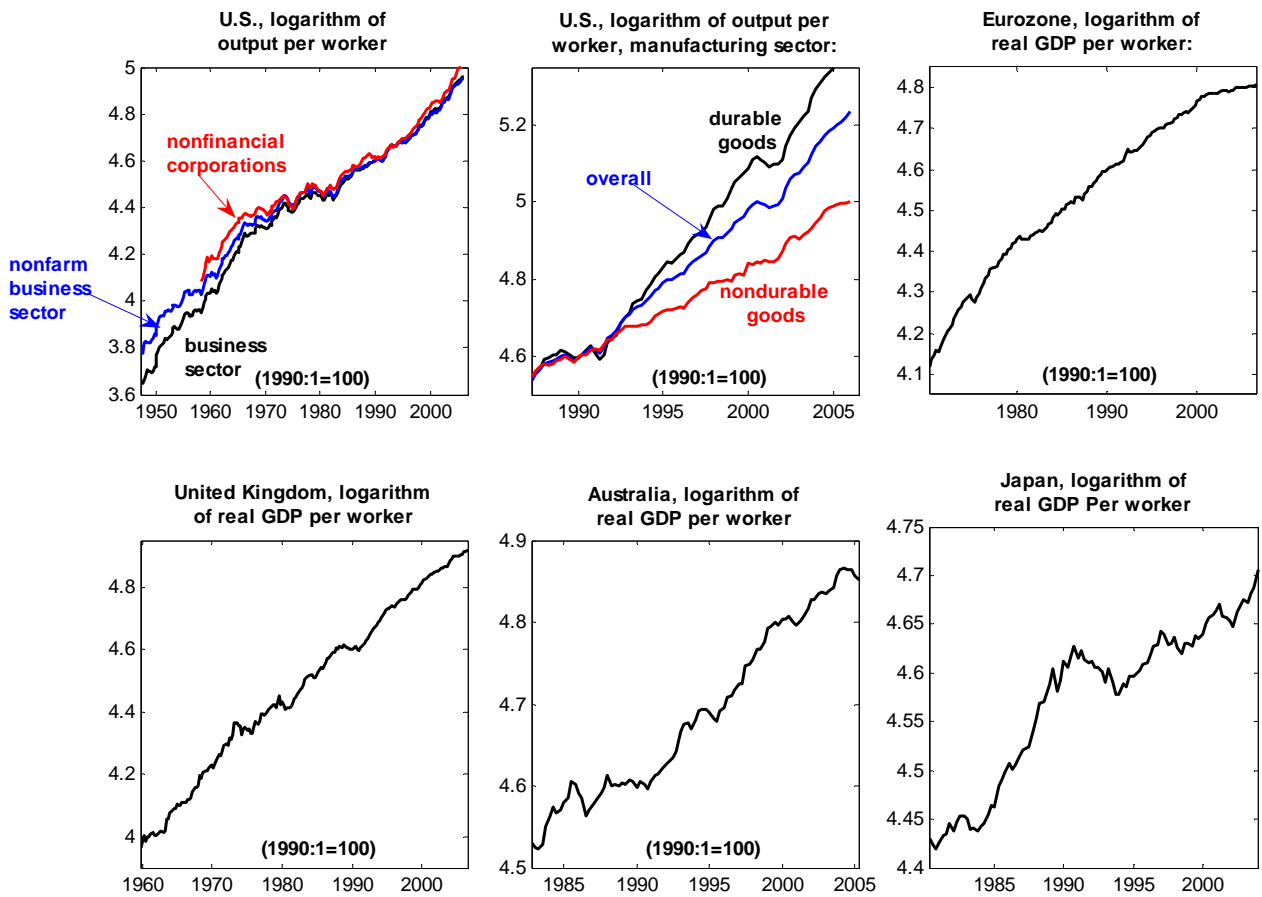 U.S., logarithm of
output per worker
5
4.8
4.6
4.4
4.2
4
3.8
3.6
nonfinancial
corporations
nonfarm
business
sector
business
sector
(1990:1=100)
1950 1960 1970 1980 1990 2000
U.S., logarithm of output per
worker, manufacturing sector:
5.2
5
4.8
4.6
durable
goods
overall
nondurable
goods
(1990:1=100)
1990 1995 2000 2005
Eurozone, logarithm of
real GDP per worker:
4.8
4.7
4.6
4.5
4.4
4.3
4.2
4.1
(1990:1=100)
1980 1990 2000
United Kingdom, logarithm
of real GDP per worker
4.8
4.6
4.4
4.2
4
(1990:1=100)
1960 1970 1980 1990 2000
Australia, logarithm of
real GDP per worker
4.9
4.8
4.7
4.6
4.5
(1990:1=100)
1985 1990 1995 2000 2005
Japan, logarithm of
real GDP Per worker
4.75
4.7
4.65
4.6
4.55
4.5
4.45
4.4
1985 1990 1995 2000